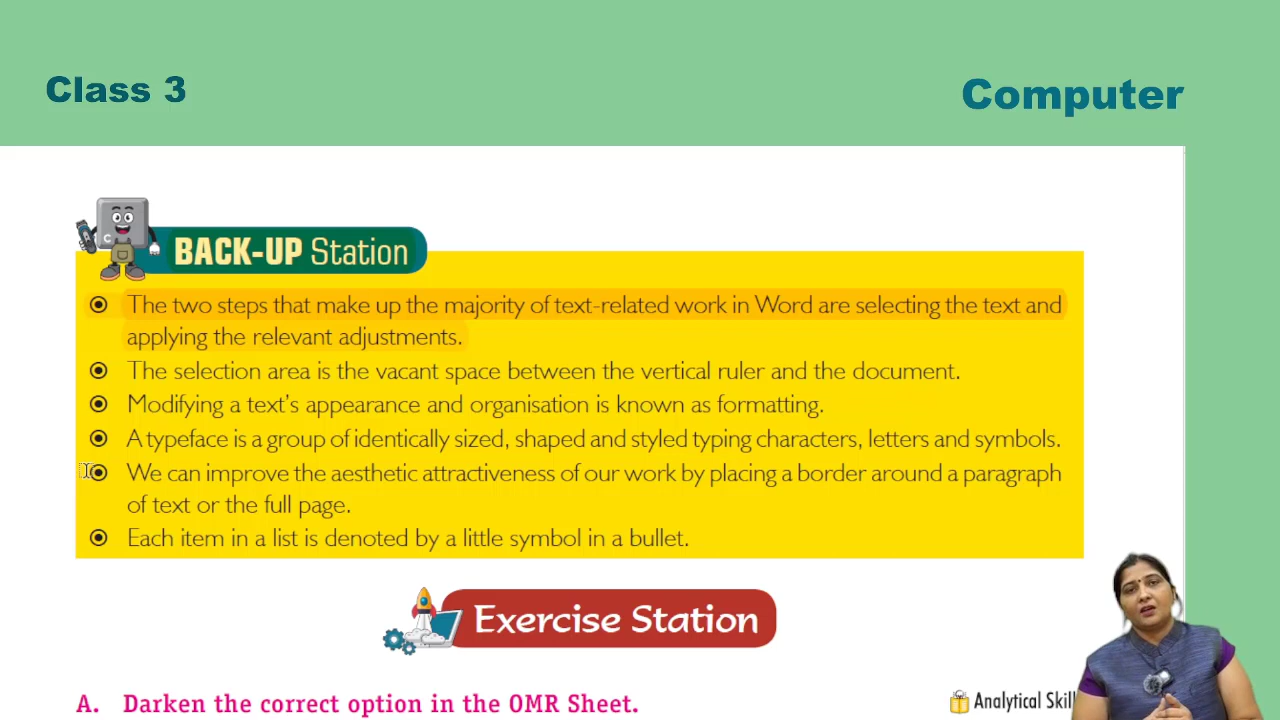 Class 3
Computer
BACK-UP Station
The two steps that make up the majority of text-related work in Word are selecting the text and
applying the relevant adjustments.
The selection area is the vacant space between the vertical ruler and the document.
Modifying a text's appearance and organisation is known as formatting.
A typeface is a group of identically sized, shaped and styled typing characters, letters and symbols.
We can improve the aesthetic attractiveness of our work by placing a border around a paragraph
of text or the full page.
Each item in a list is denoted by a little symbol in a bullet.
Exercise Station
A. Darken the correct option in the OMR Sheet.
Analytical